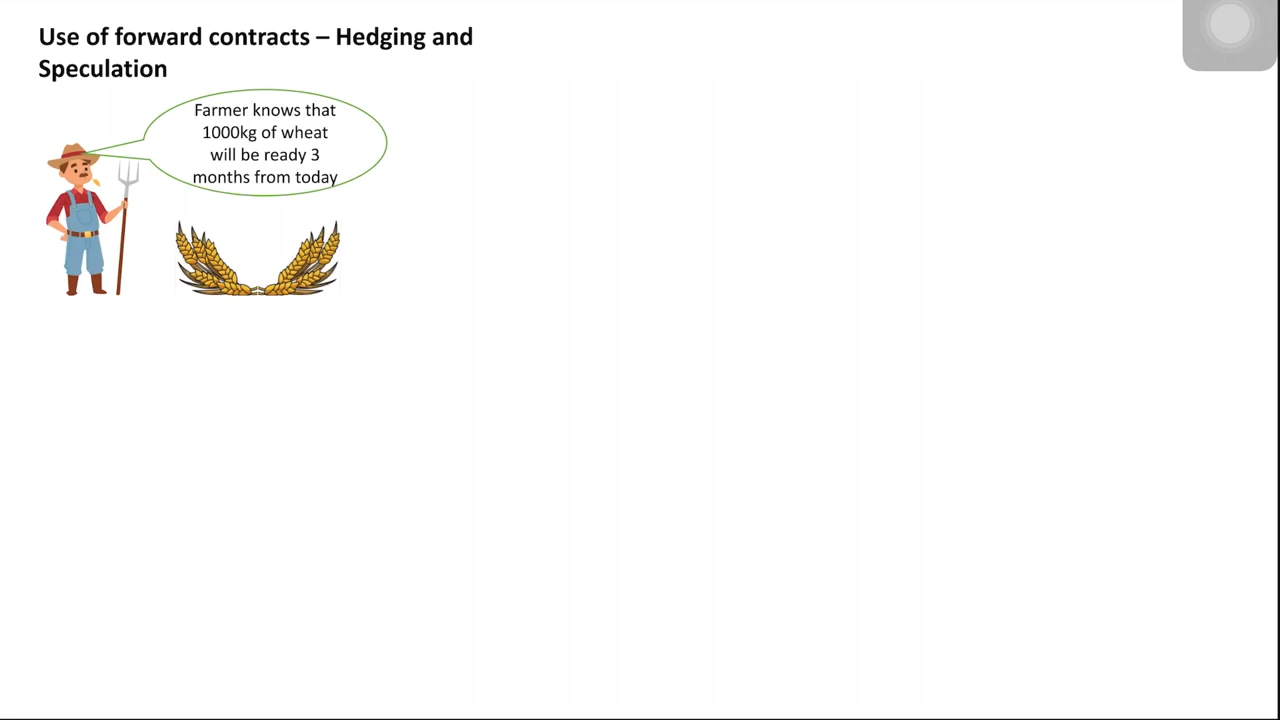 Use of forward contracts – Hedging and
Speculation
Farmer knows that
1000kg of wheat
will be ready 3
months from today